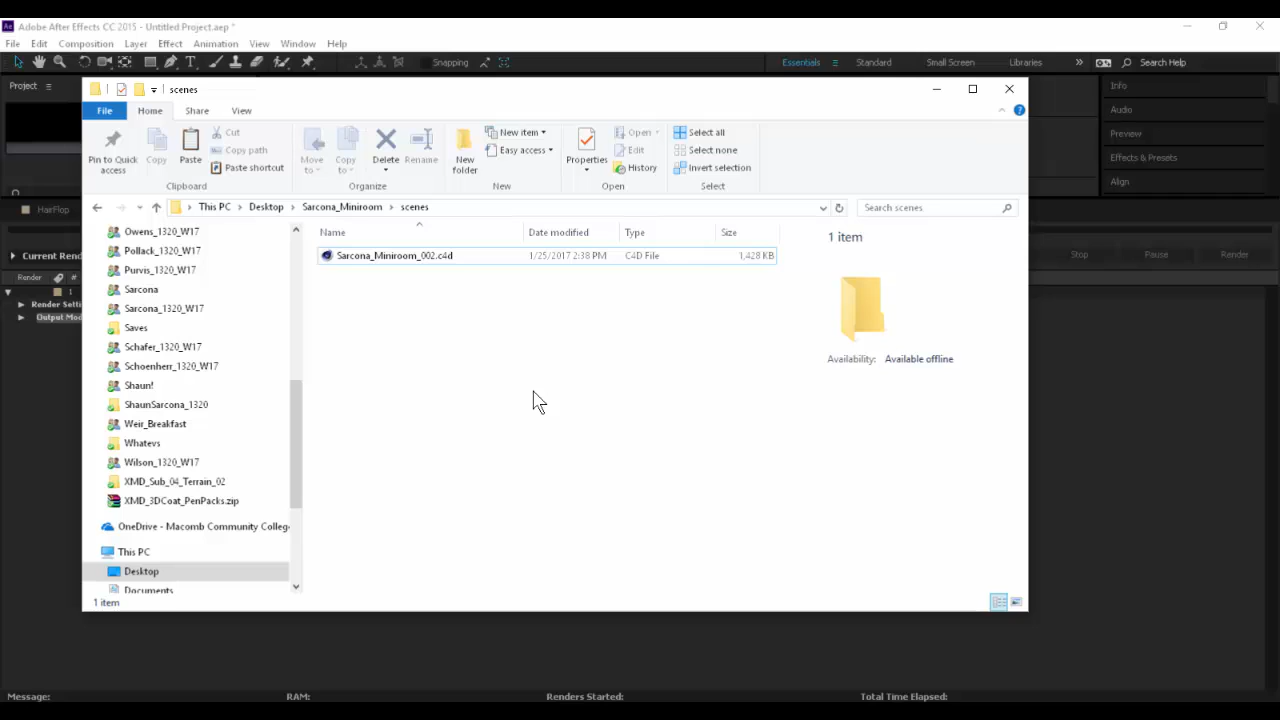 Ae Adobe After Effects CC 2015 - Untitled Project.aep *
File Edit Composition Layer Effect Animation View Window Help
T Snapping Essentials Standard Small Screen Libraries » Search Help
Project
scenes
Info
File Home Share View
Audio
Pin to Quick access
Copy
Paste
Cut
Copy path
Paste shortcut
Clipboard
Move to
Copy to
Delete
Rename
Organize
New folder
New item
Easy access
New
Properties
Open
Edit
History
Open
Select all
Select none
Invert selection
Select
Preview
Effects & Presets
Align
This PC > Desktop > Sarcona_Miniroom > scenes
Search scenes
HairFlop
Current Ren
Render #
1
Render Setti
Output Mod
Stop Pause Render
Name Date modified Type Size
Sarcona_Miniroom_002.c4d 1/25/2017 2:38 PM C4D File 1,428 KB
1 item
Availability: Available offline
Owens_1320_W17
Pollack_1320_W17
Purvis_1320_W17
Sarcona
Sarcona_1320_W17
Saves
Schafer_1320_W17
Schoenherr_1320_W17
Shaun!
ShaunSarcona_1320
Weir_Breakfast
Whatevs
Wilson_1320_W17
XMD_Sub_04_Terrain_02
XMD_3DCoat_PenPacks.zip
OneDrive - Macomb Community Colleg
This PC
Desktop
Documents
1 item
Message: RAM: Renders Started: Total Time Elapsed: